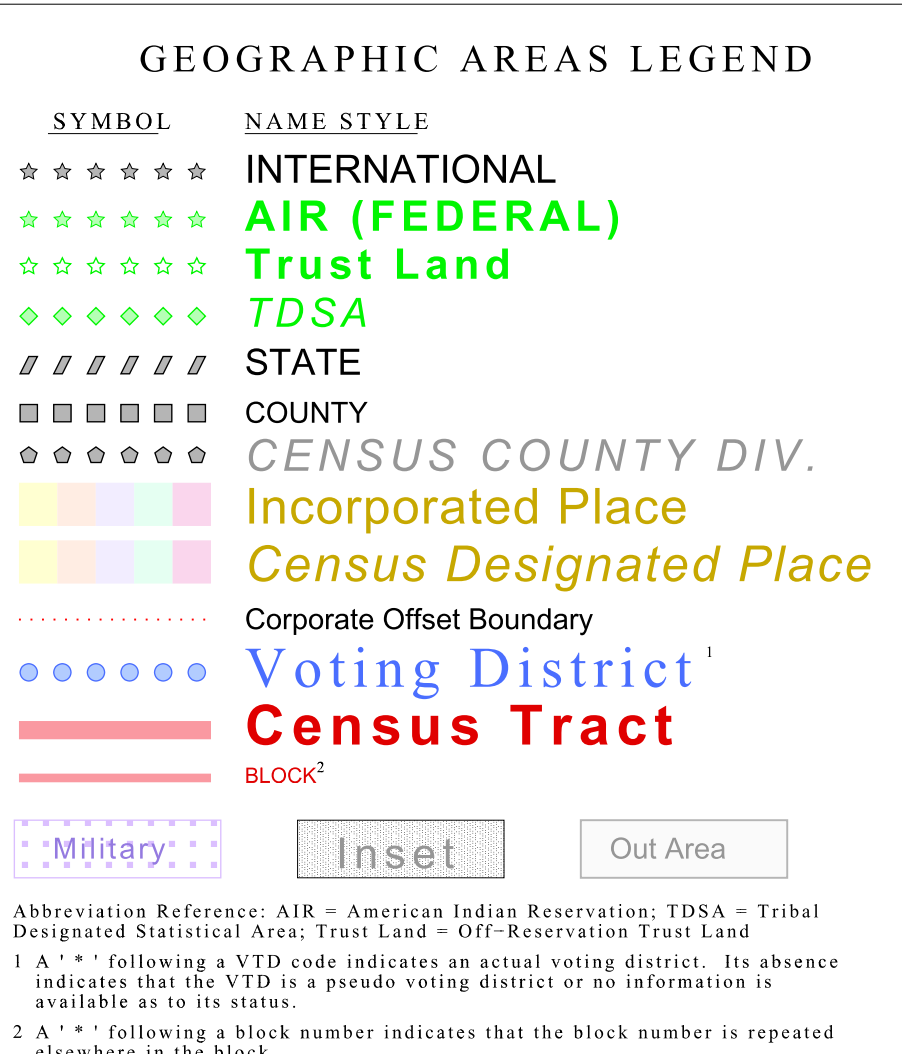 GEOGRAPHIC AREAS LEGEND
SYMBOL NAME STYLE
INTERNATIONAL
AIR (FEDERAL)
Trust Land
TDSA
STATE
COUNTY
CENSUS COUNTY DIV.
Incorporated Place
Census Designated Place
Corporate Offset Boundary
Voting District 1
Census Tract
BLOCK2
Military Inset Out Area
Abbreviation Reference: AIR = American Indian Reservation; TDSA = Tribal
Designated Statistical Area; Trust Land = Off−Reservation Trust Land
1 A ' * ' following a VTD code indicates an actual voting district. Its absence
indicates that the VTD is a pseudo voting district or no information is
available as to its status.
2 A ' * ' following a block number indicates that the block number is repeated
elsewhere in the block.